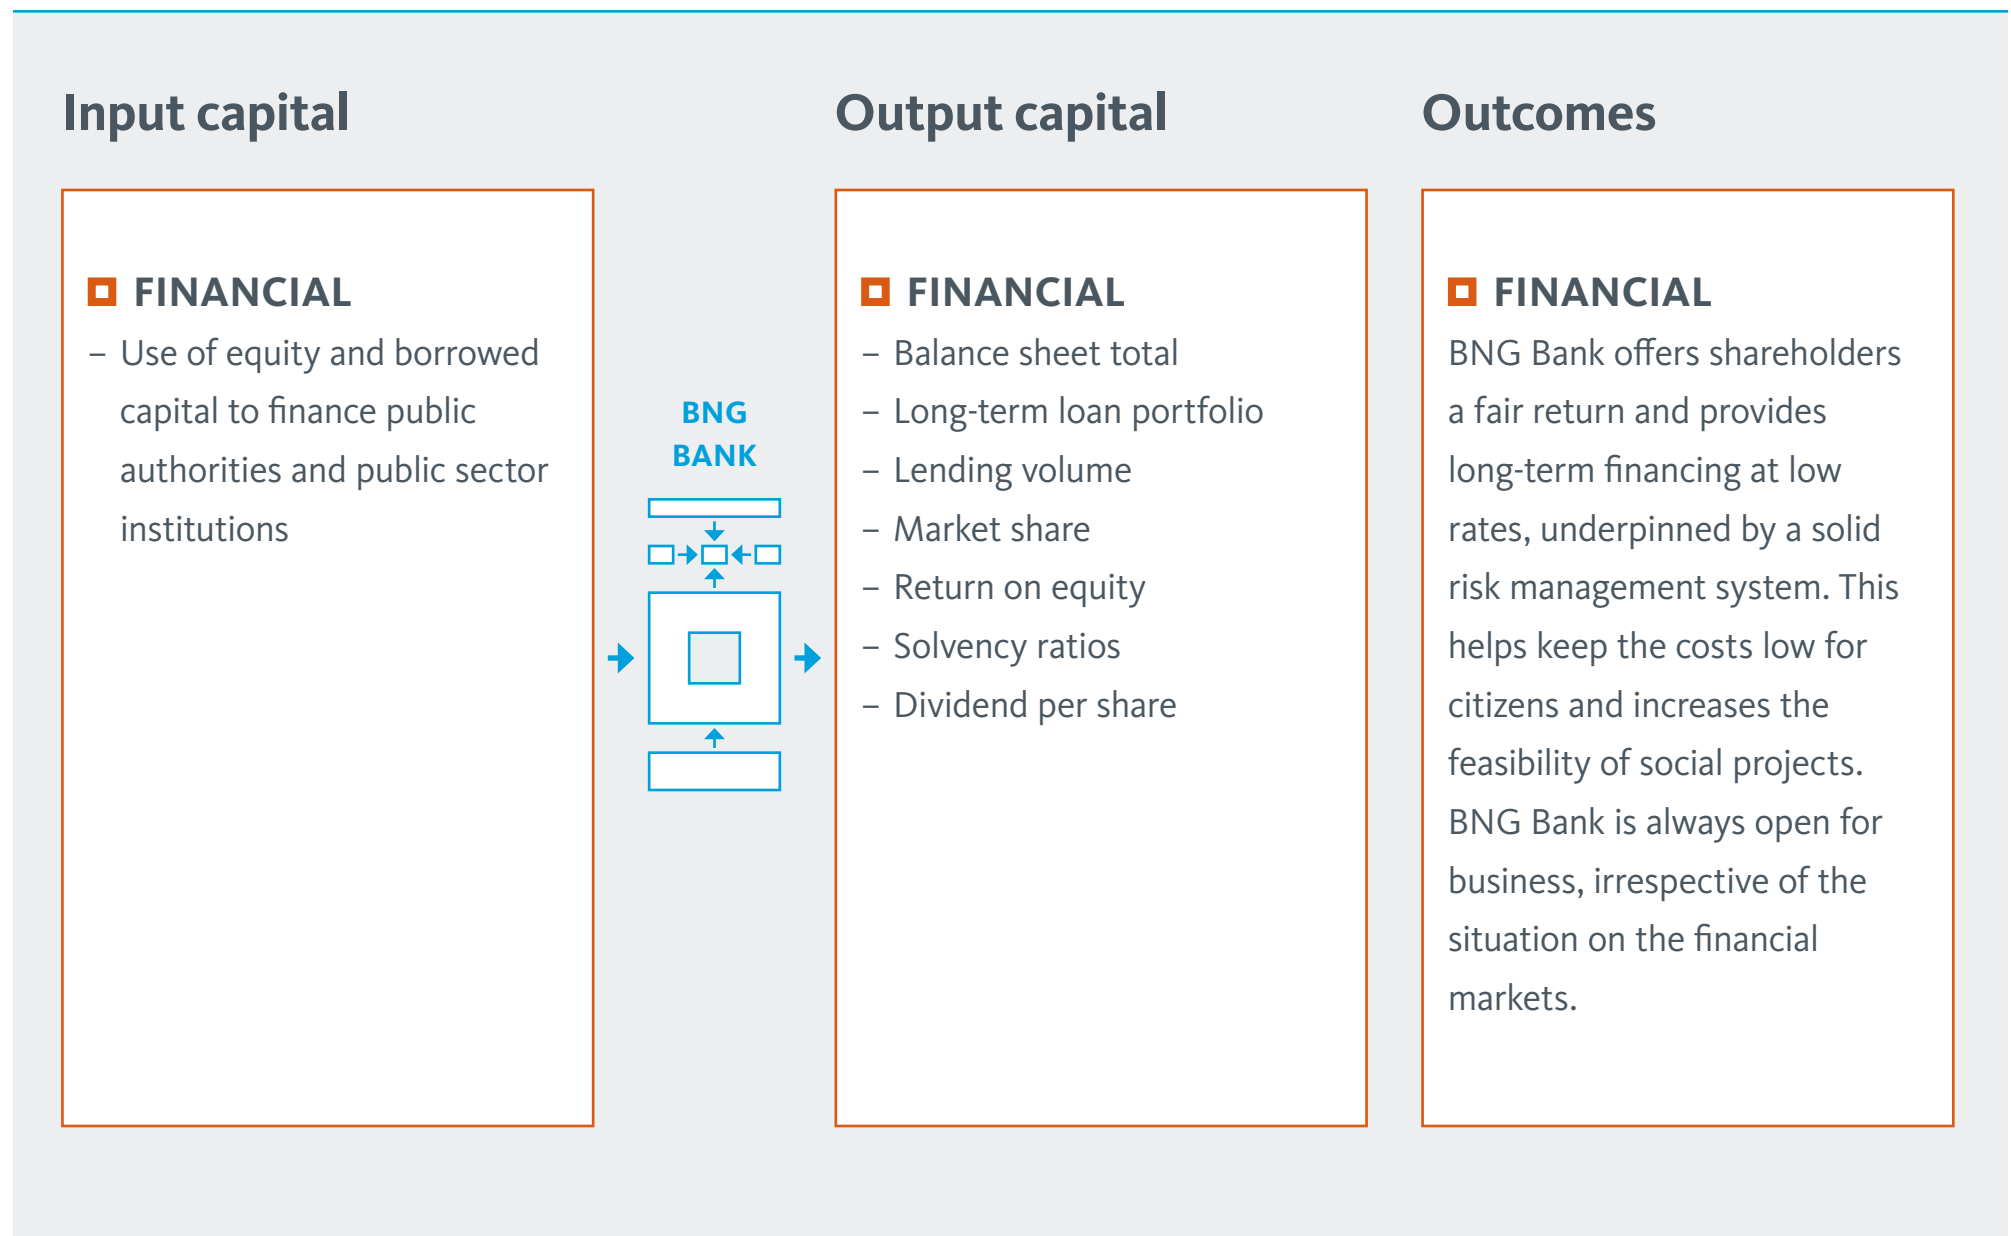 Input capital
FINANCIAL
– Use of equity and borrowed
capital to finance public
authorities and public sector
institutions
BNG
BANK
Output capital
FINANCIAL
– Balance sheet total
– Long-term loan portfolio
– Lending volume
– Market share
– Return on equity
– Solvency ratios
– Dividend per share
Outcomes
FINANCIAL
BNG Bank offers shareholders
a fair return and provides
long-term financing at low
rates, underpinned by a solid
risk management system. This
helps keep the costs low for
citizens and increases the
feasibility of social projects.
BNG Bank is always open for
business, irrespective of the
situation on the financial
markets.